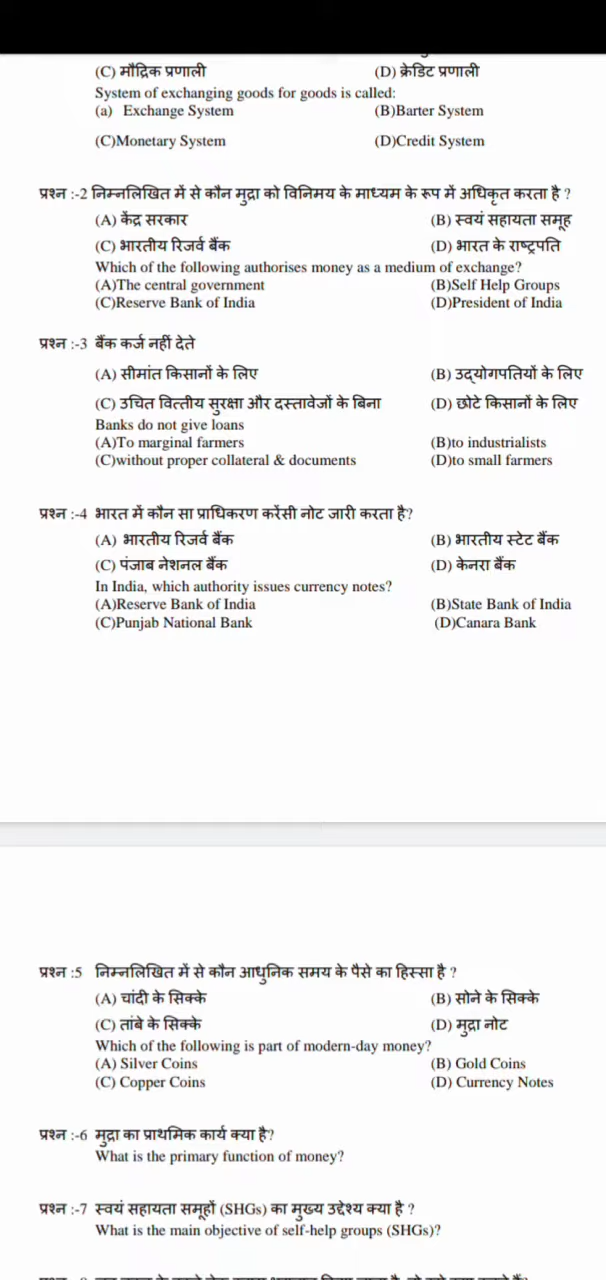 (C) मौद्रिक प्रणाली (D) क्रेडिट प्रणाली
System of exchanging goods for goods is called:
(a) Exchange System (B)Barter System
(C)Monetary System (D)Credit System
प्रश्न :-2 निम्नलिखित में से कौन मुद्रा को विनिमय के माध्यम के रूप में अधिकृत करता है ?
(A) केंद्र सरकार (B) स्वयं सहायता समूह
(C) भारतीय रिजर्व बैंक (D) भारत के राष्ट्रपति
Which of the following authorises money as a medium of exchange?
(A)The central government (B)Self Help Groups
(C)Reserve Bank of India (D)President of India
प्रश्न :-3 बैंक कर्ज नहीं देते
(A) सीमांत किसानों के लिए (B) उद्योगपतियों के लिए
(C) उचित वित्तीय सुरक्षा और दस्तावेजों के बिना (D) छोटे किसानों के लिए
Banks do not give loans
(A)To marginal farmers (B)to industrialists
(C)without proper collateral & documents (D)to small farmers
प्रश्न :-4 भारत में कौन सा प्राधिकरण करेंसी नोट जारी करता है?
(A) भारतीय रिजर्व बैंक (B) भारतीय स्टेट बैंक
(C) पंजाब नेशनल बैंक (D) केनरा बैंक
In India, which authority issues currency notes?
(A)Reserve Bank of India (B)State Bank of India
(C)Punjab National Bank (D)Canara Bank
प्रश्न :5 निम्नलिखित में से कौन आधुनिक समय के पैसे का हिस्सा है ?
(A) चांदी के सिक्के (B) सोने के सिक्के
(C) तांबे के सिक्के (D) मुद्रा नोट
Which of the following is part of modern-day money?
(A) Silver Coins (B) Gold Coins
(C) Copper Coins (D) Currency Notes
प्रश्न :-6 मुद्रा का प्राथमिक कार्य क्या है?
What is the primary function of money?
प्रश्न :-7 स्वयं सहायता समूहों (SHGs) का मुख्य उद्देश्य क्या है ?
What is the main objective of self-help groups (SHGs)?